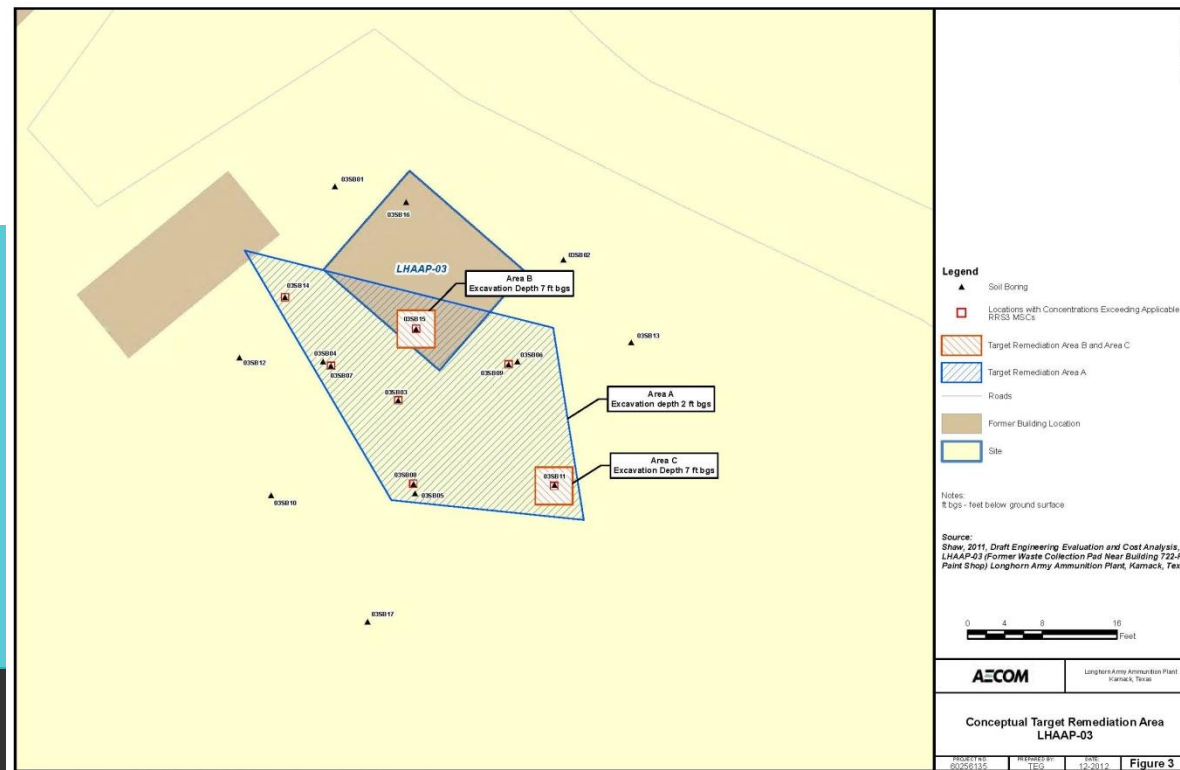 03SB01
03SB16
03SB02
LHAAP-03
Area B
Excavation Depth 7 ft bgs
03SB14
03SB15
03SB13
03SB12
03SB04
03SB07
03SB06
03SB09
03SB03
Area A
Excavation depth 2 ft bgs
Area C
Excavation Depth 7 ft bgs
03SB08
03SB05
03SB11
03SB10
03SB17
Legend
Soil Boring
Locations with Concentrations Exceeding Applicable
RRS3 MSCs
Target Remediation Area B and Area C
Target Remediation Area A
Roads
Former Building Location
Site
Notes:
ft bgs - feet below ground surface
Source:
Shaw, 2011, Draft Engineering Evaluation and Cost Analysis,
LHAAP-03 (Former Waste Collection Pad Near Building 722-
Paint Shop) Longhorn Army Ammunition Plant, Karnack,
0 4 8 16
Feet
AECOM
Longhorn Army Ammunition Plant
Karnack, Texas
Conceptual Target Remediation Area
LHAAP-03
PROJECT NO.
60256135
PREPARED BY:
TEG
DATE:
12-2012
Figure 3